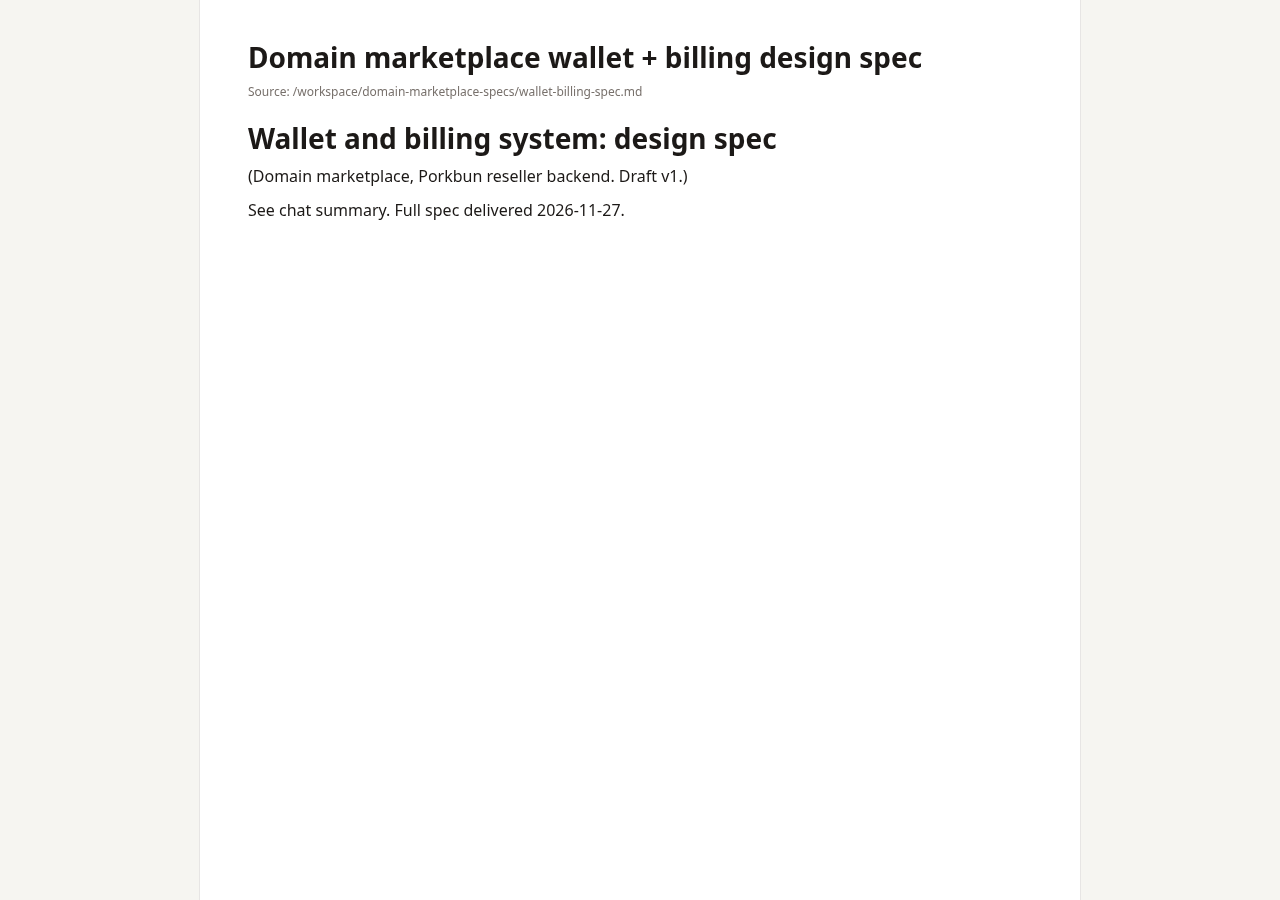 Domain marketplace wallet + billing design spec
Source: /workspace/domain-marketplace-specs/wallet-billing-spec.md
Wallet and billing system: design spec
(Domain marketplace, Porkbun reseller backend. Draft v1.)
See chat summary. Full spec delivered 2026-11-27.